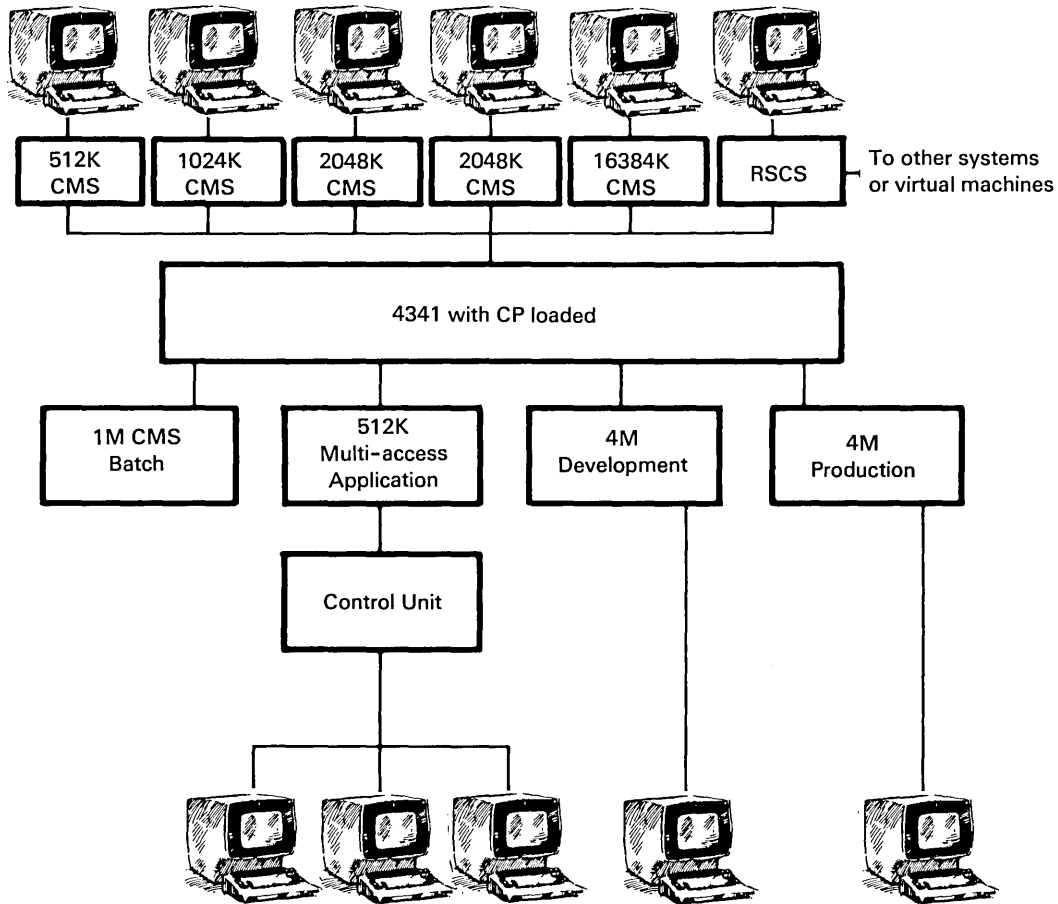 512K
CMS
1024K
CMS
2048K
CMS
2048K
CMS
16384K
CMS
RSCS
To other systems
or virtual machines
4341 with CP loaded
1M CMS
Batch
512K
Multi-access
Application
4M
Development
4M
Production
Control Unit